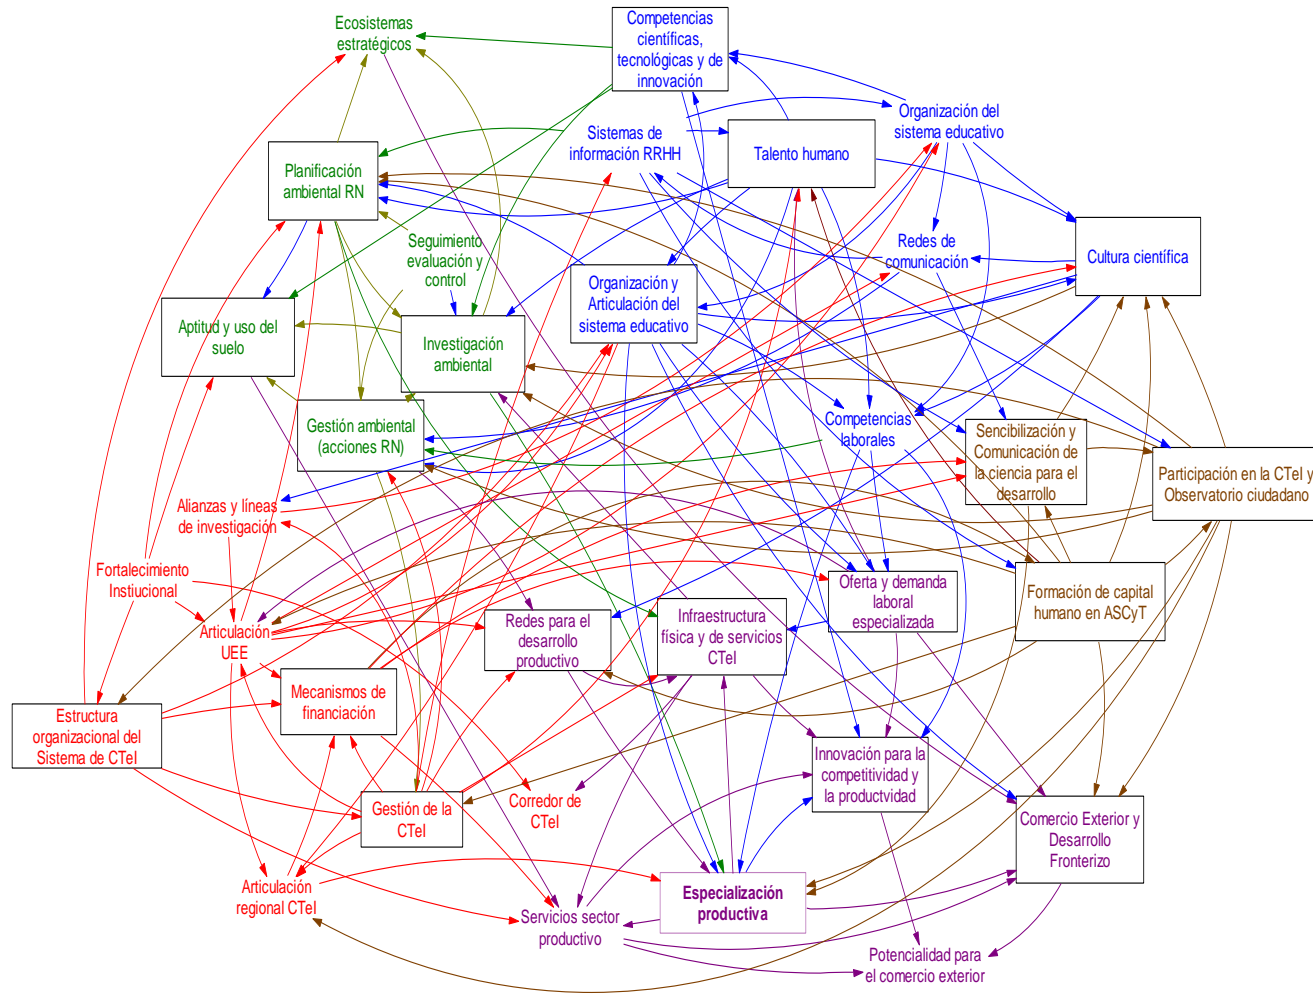 Ecosistemas
estratégicos
Competencias
científicas,
tecnológicas y de
innovación
Organización del
sistema educativo
Sistemas de
información RRHH
Talento humano
Planificación
ambiental RN
Seguimiento
evaluación y
control
Redes de
comunicación
Cultura científica
Organización y
Articulación del
sistema educativo
Aptitud y uso del
suelo
Investigación
ambiental
Gestión ambiental
(acciones RN)
Competencias
laborales
Sencibilización y
Comunicación de
la ciencia para el
desarrollo
Participación en la CTeI y
Observatorio ciudadano
Alianzas y líneas
de investigación
Fortalecimiento
Instiucional
Articulación
UEE
Redes para el
desarrollo
productivo
Infraestructura
física y de servicios
CTeI
Oferta y demanda
laboral
especializada
Formación de capital
humano en ASCyT
Mecanismos de
financiación
Estructura
organizacional del
Sistema de CTeI
Gestión de la
CTeI
Corredor de
CTeI
Innovación para la
competitividad y
la productvidad
Comercio Exterior y
Desarrollo
Fronterizo
Articulación
regional CTeI
Especialización
productiva
Servicios sector
productivo
Potencialidad para
el comercio exterior